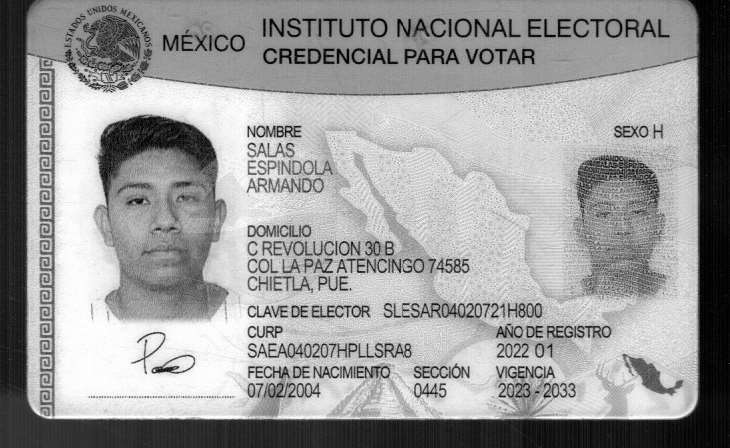 ESTADOS UNIDOS MEXICANOS
MÉXICO
INSTITUTO NACIONAL ELECTORAL
CREDENCIAL PARA VOTAR
NOMBRE
SALAS
ESPINDOLA
ARMANDO
SEXO H
DOMICILIO
C REVOLUCION 30 B
COL LA PAZ ATENCINGO 74585
CHIETLA, PUE.
CLAVE DE ELECTOR SLESAR04020721H800
CURP
SAEA040207HPLLSRA8
AÑO DE REGISTRO
2022 01
FECHA DE NACIMIENTO
07/02/2004
SECCIÓN
0445
VIGENCIA
2023 - 2033